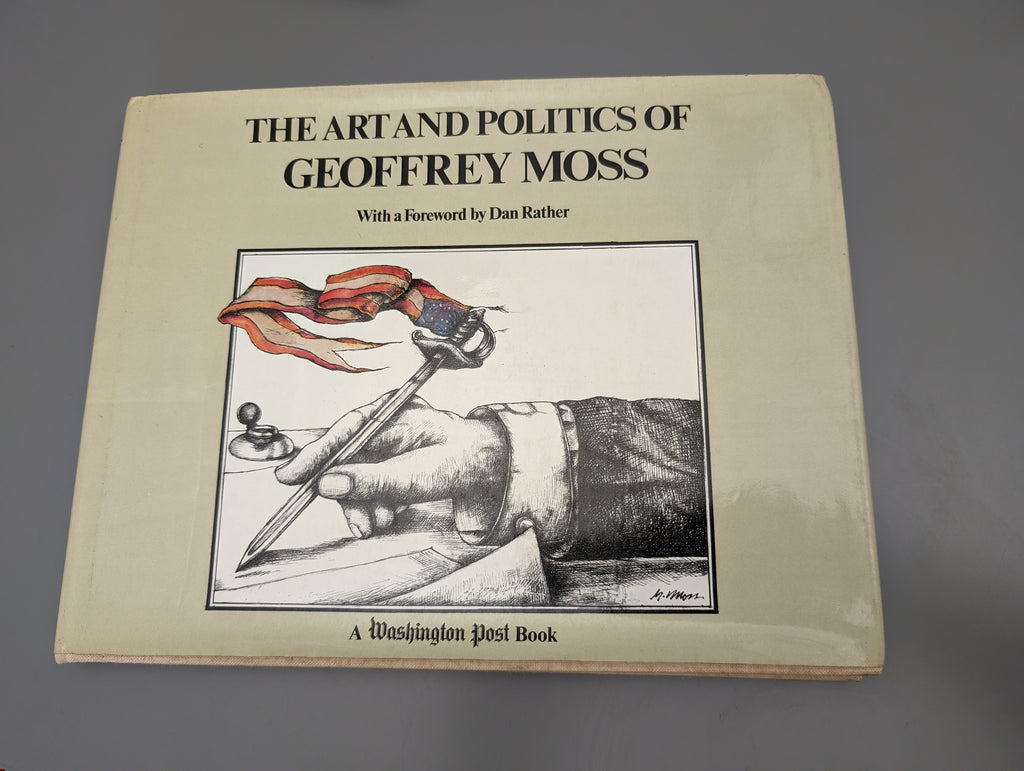 THE ART AND POLITICS OF
GEOFFREY MOSS
With a Foreword by Dan Rather
G. Moss
A Washington Post Book